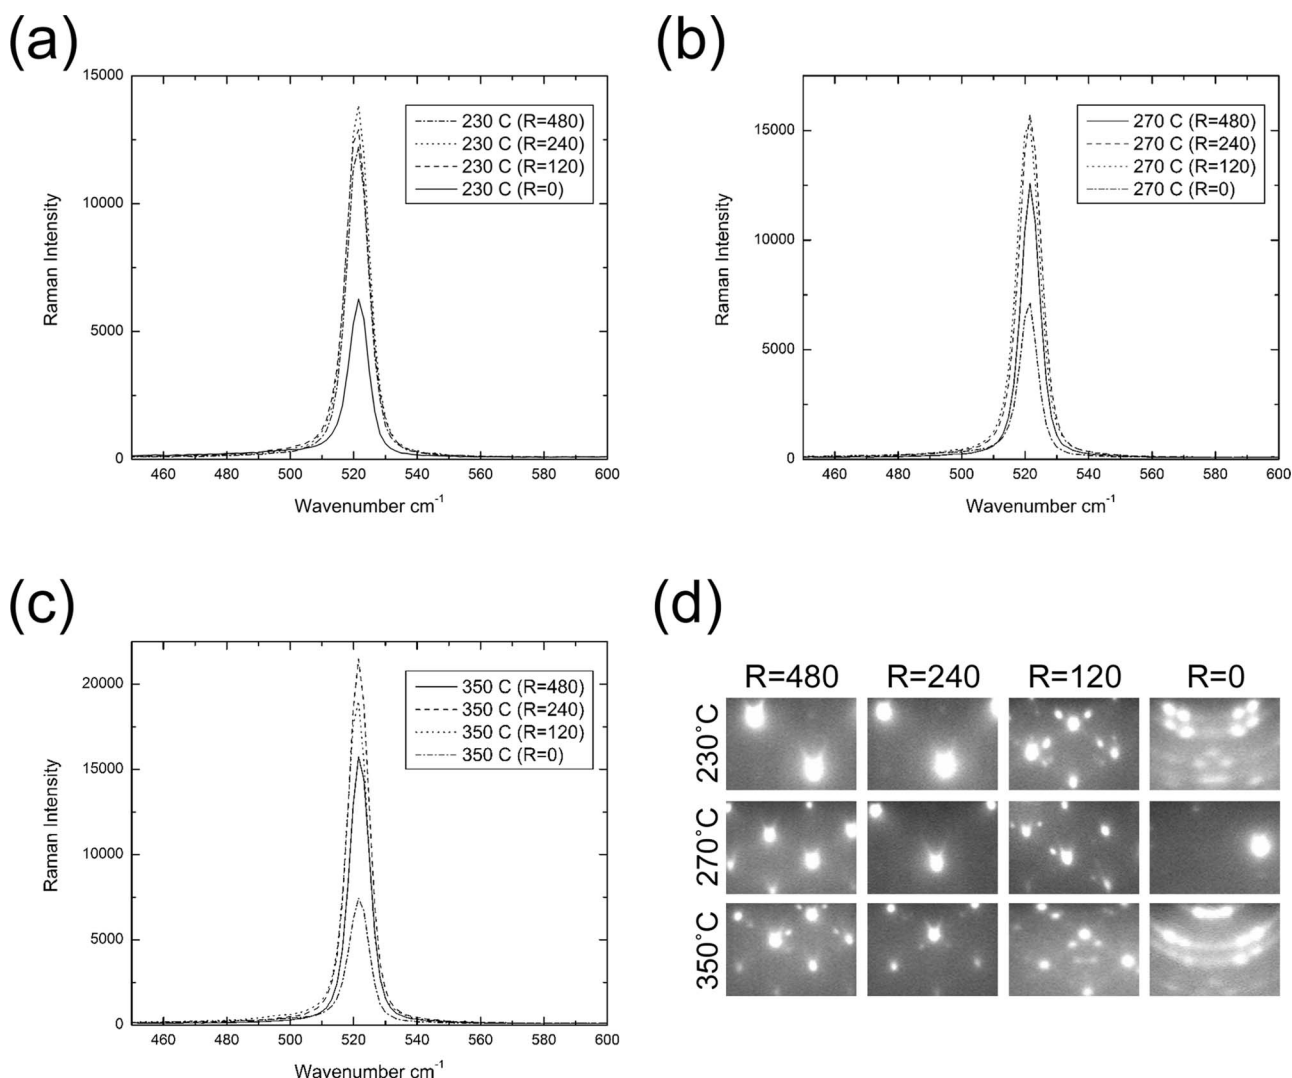 (a)
15000
10000
5000
0
Raman Intensity
460 480 500 520 540 560 580 600
Wavenumber cm⁻¹
230 C (R=480)
230 C (R=240)
230 C (R=120)
230 C (R=0)
(b)
15000
10000
5000
0
Raman Intensity
460 480 500 520 540 560 580 600
Wavenumber cm⁻¹
270 C (R=480)
270 C (R=240)
270 C (R=120)
270 C (R=0)
(c)
20000
15000
10000
5000
0
Raman Intensity
460 480 500 520 540 560 580 600
Wavenumber cm⁻¹
350 C (R=480)
350 C (R=240)
350 C (R=120)
350 C (R=0)
(d)
R=480 R=240 R=120 R=0
230°C
270°C
350°C